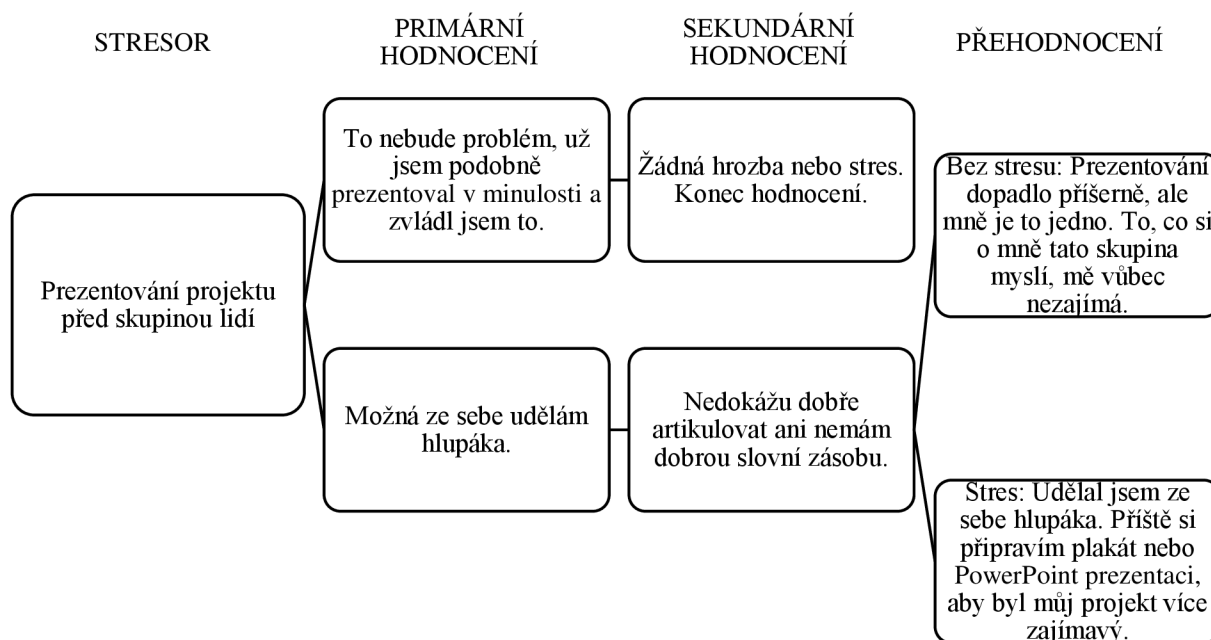 STRESOR
PRIMÁRNÍ
HODNOCENÍ
SEKUNDÁRNÍ
HODNOCENÍ
PŘEHODNOCENÍ
Prezentování projektu
před skupinou lidí
To nebude problém, už
jsem podobně
prezentoval v minulosti a
zvládl jsem to.
Žádná hrozba nebo stres.
Konec hodnocení.
Možná ze sebe udělám
hlupáka.
Nedokážu dobře
artikulovat ani nemám
dobrou slovní zásobu.
Bez stresu: Prezentování
dopadlo příšerně, ale
mně je to jedno. To, co si
o mně tato skupina
myslí, mě vůbec
nezajímá.
Stres: Udělal jsem ze
sebe hlupáka. Příště si
připravím plakát nebo
PowerPoint prezentaci,
aby byl můj projekt více
zajímavý.